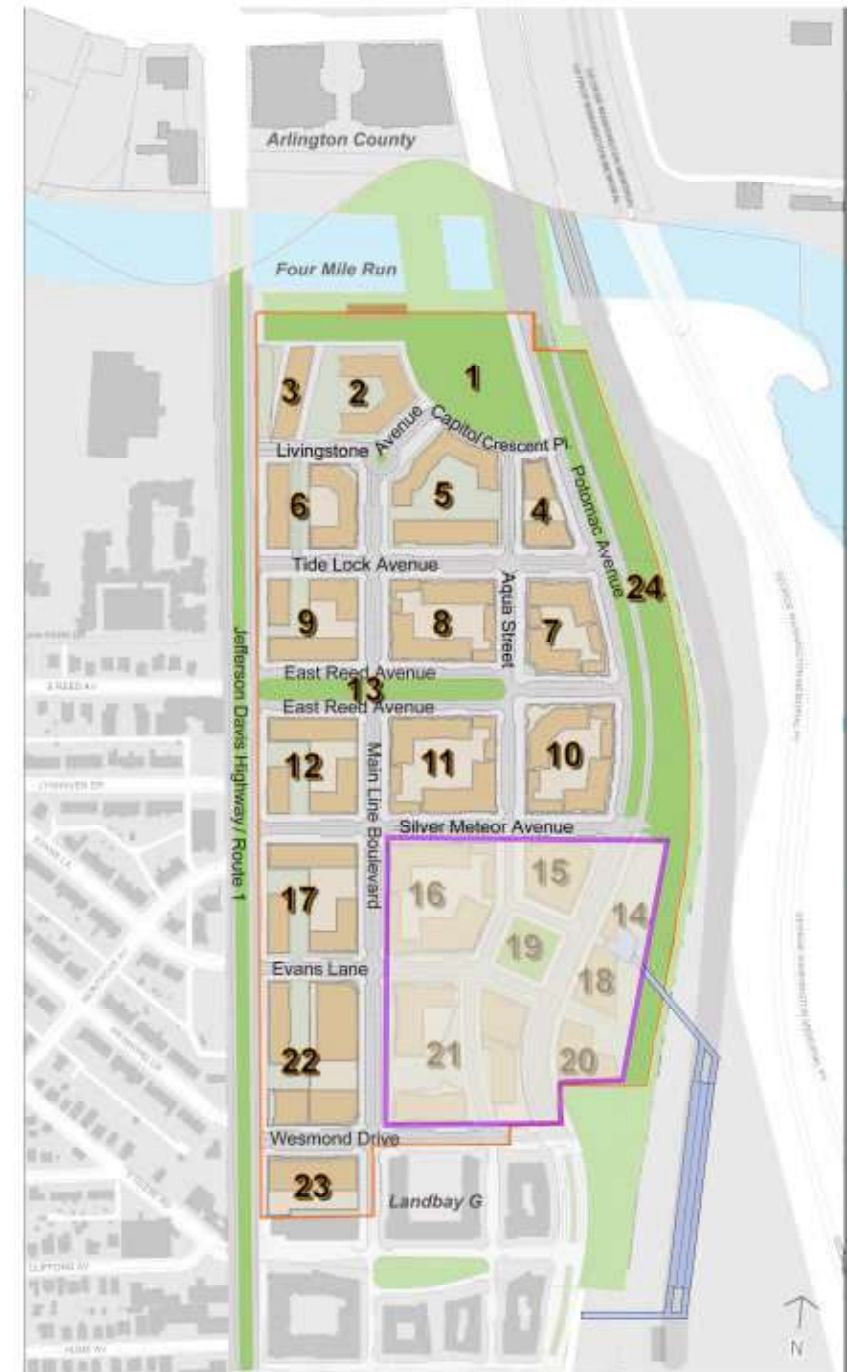 Arlington County
Four Mile Run
1
3
2
Capitol Crescent Pl
Livingstone Avenue
6
5
4
Potomac Avenue
Tide Lock Avenue
24
9
8
7
Aqua Street
Jefferson Davis Highway / Route 1
East Reed Avenue
13
East Reed Avenue
12
11
10
Main Line Boulevard
Silver Meteor Avenue
15
16
17
14
19
Evans Lane
18
22
21
20
Wesmond Drive
23
Landbay G
HUME AV
N